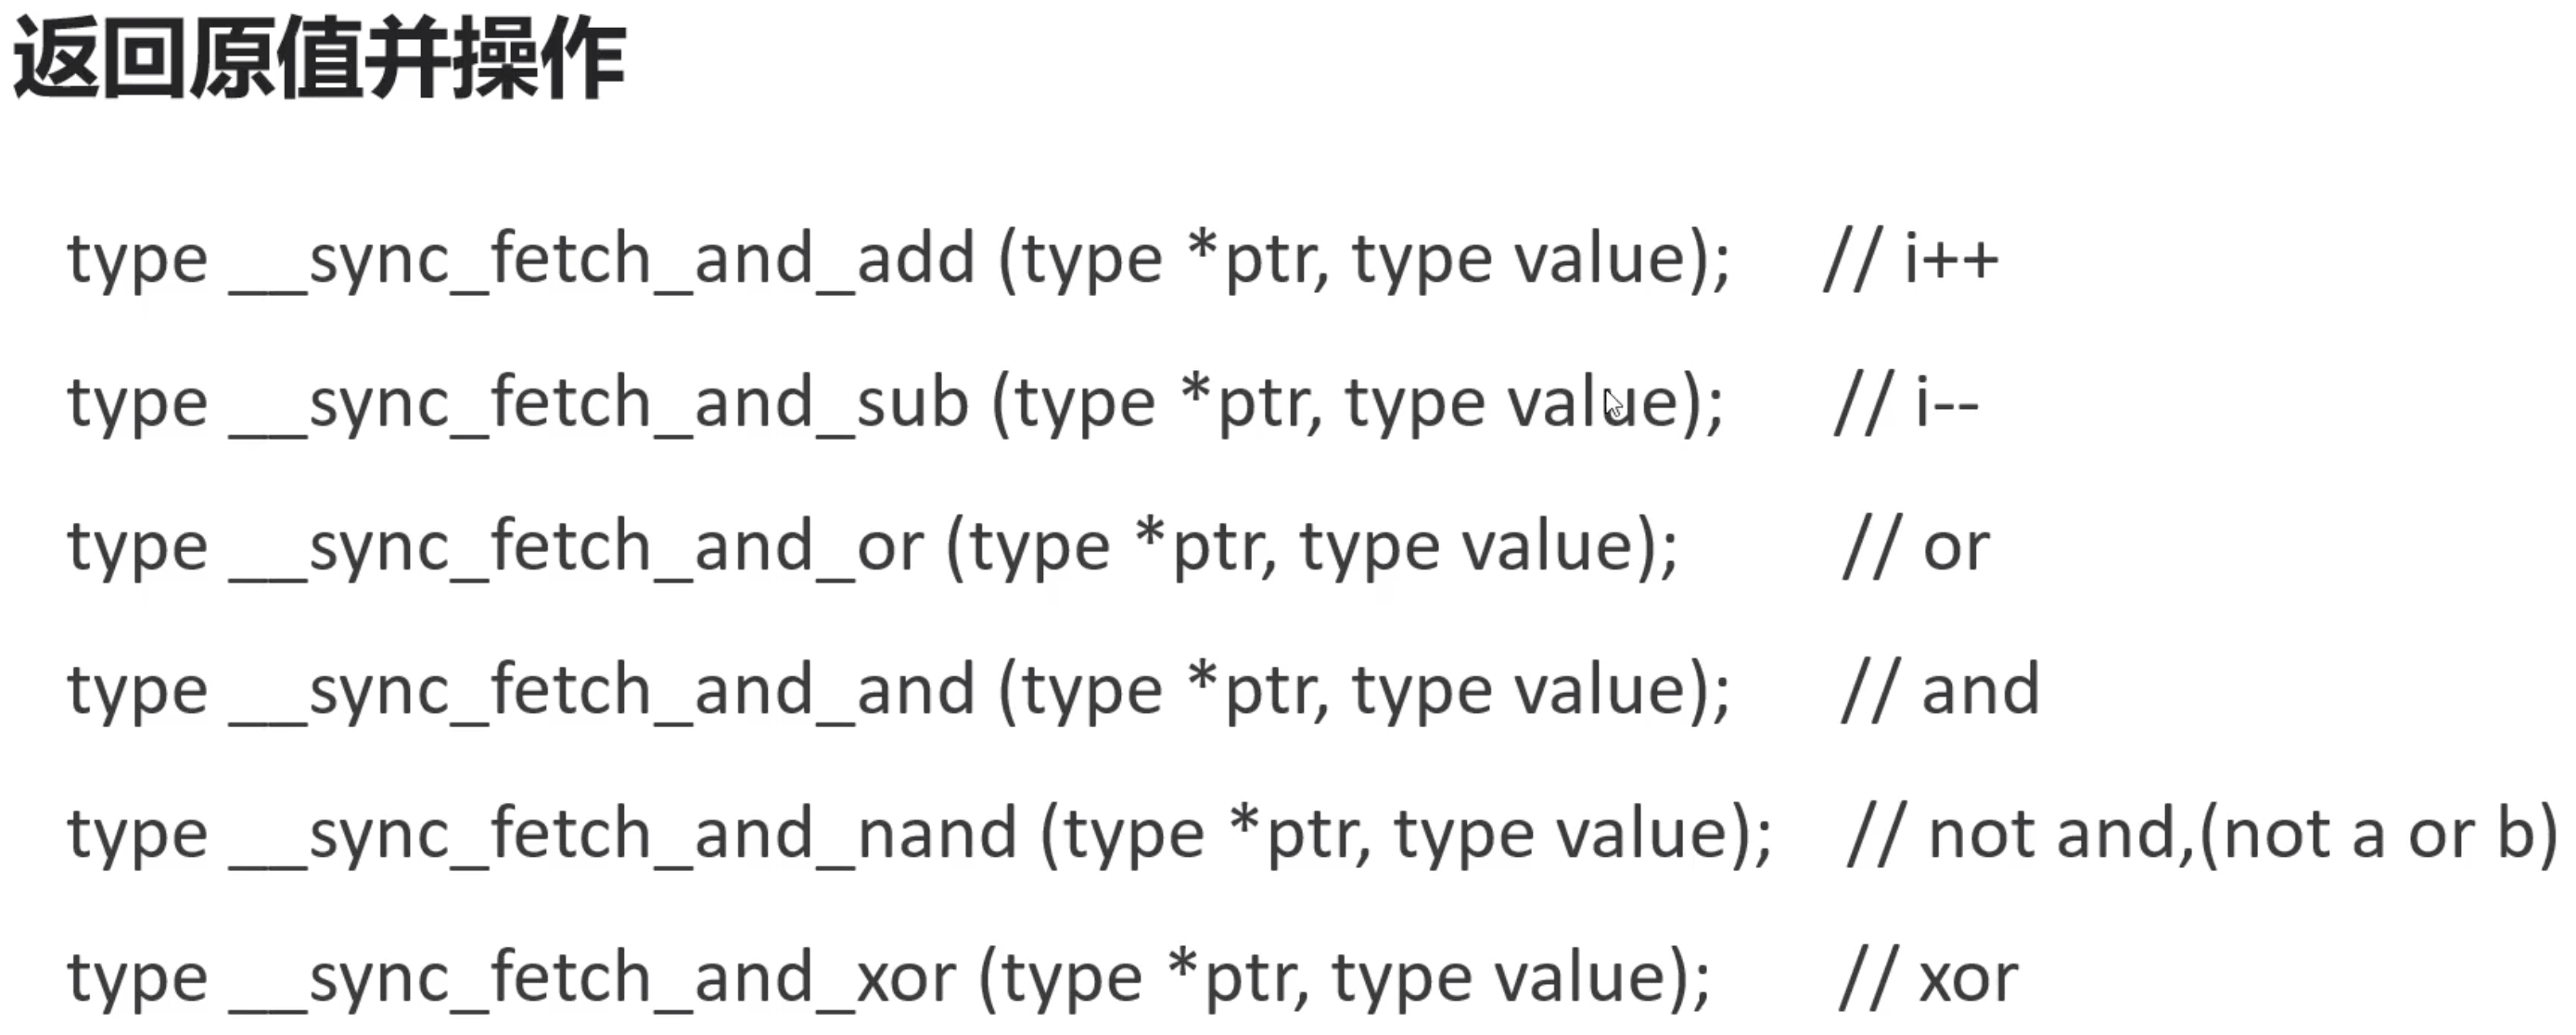 返回原值并操作
type __sync_fetch_and_add (type *ptr, type value); // i++
type __sync_fetch_and_sub (type *ptr, type value); // i--
type __sync_fetch_and_or (type *ptr, type value); // or
type __sync_fetch_and_and (type *ptr, type value); // and
type __sync_fetch_and_nand (type *ptr, type value); // not and,(not a or b)
type __sync_fetch_and_xor (type *ptr, type value); // xor